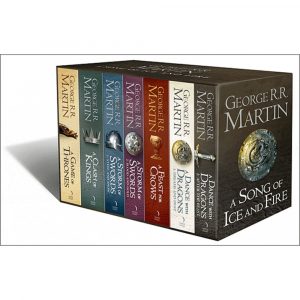 GEORGE R.R.
MARTIN
A GAME OF
THRONES
GEORGE R.R.
MARTIN
A CLASH OF
KINGS
GEORGE R.R.
MARTIN
A STORM OF
SWORDS
GEORGE R.R.
MARTIN
A STORM OF
SWORDS
GEORGE R.R.
MARTIN
A FEAST FOR
CROWS
GEORGE R.R.
MARTIN
A DANCE WITH
DRAGONS
GEORGE R.R.
MARTIN
A DANCE WITH
DRAGONS
GEORGE R.R.
MARTIN
A SONG OF
ICE AND FIRE